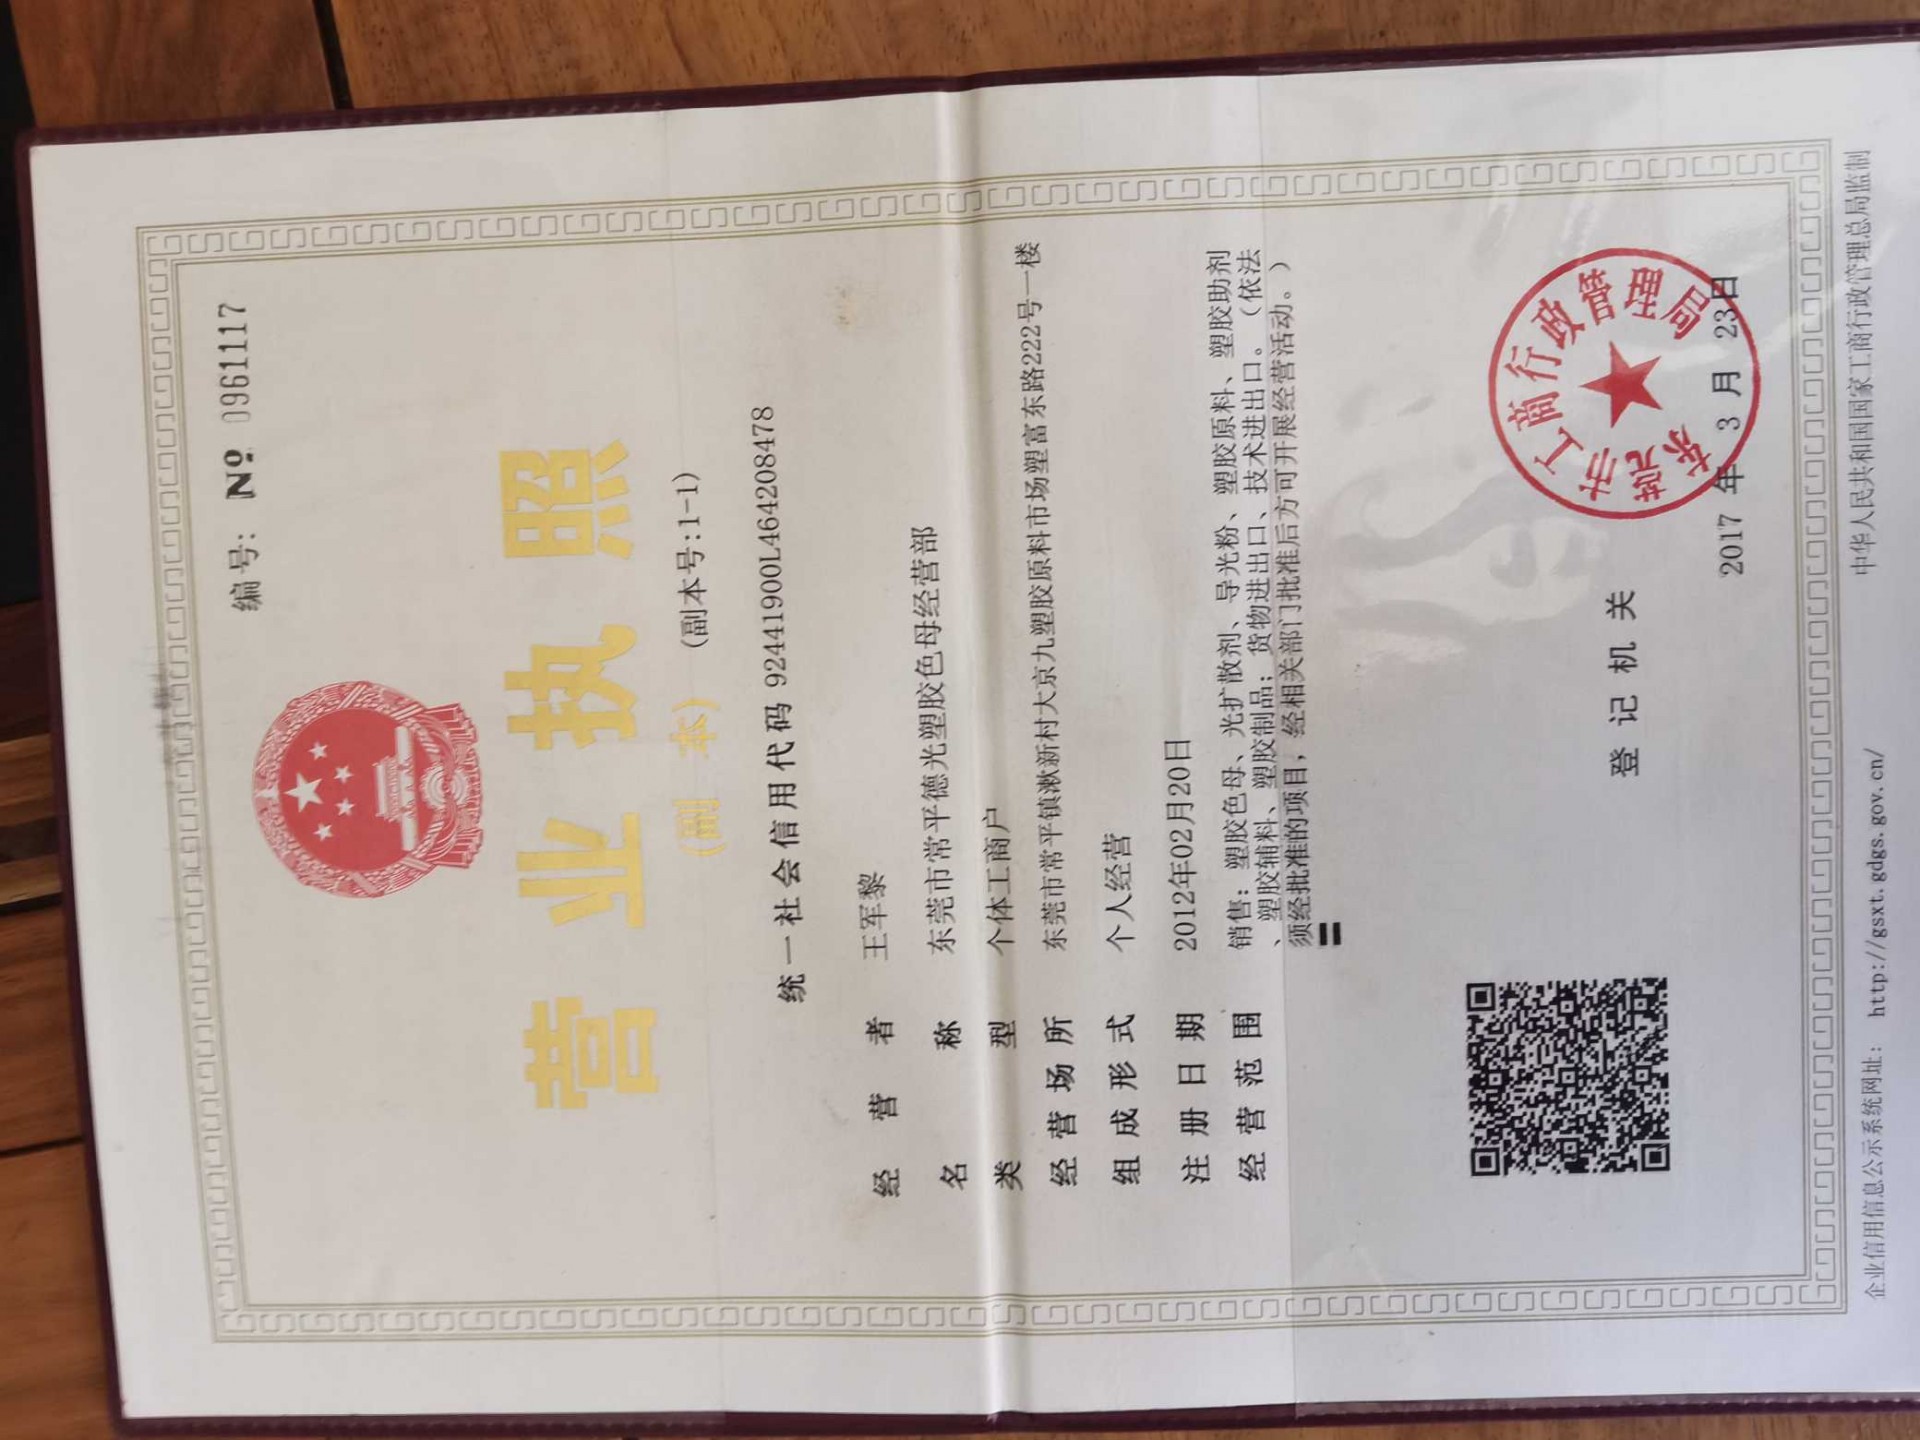 编号: № 0961117
营业执照
(副 本)
(副本号:1-1)
统一社会信用代码 92441900L464208478
经营者 王军黎
名称 东莞市常平德光塑胶色母经营部
类型 个体工商户
经营场所 东莞市常平镇漱新村大京九塑胶原料市场塑富东路222号一楼
组成形式 个人经营
注册日期 2012年02月20日
经营范围 销售：塑胶色母、光扩散剂、导光粉、塑胶原料、塑胶助剂
、塑胶辅料、塑胶制品；货物进出口、技术进出口。（依法
须经批准的项目，经相关部门批准后方可开展经营活动。）
登记机关
东莞市工商行政管理局
2017 年 3 月 23日
企业信用信息公示系统网址： http://gsxt.gdgs.gov.cn/
中华人民共和国国家工商行政管理总局监制